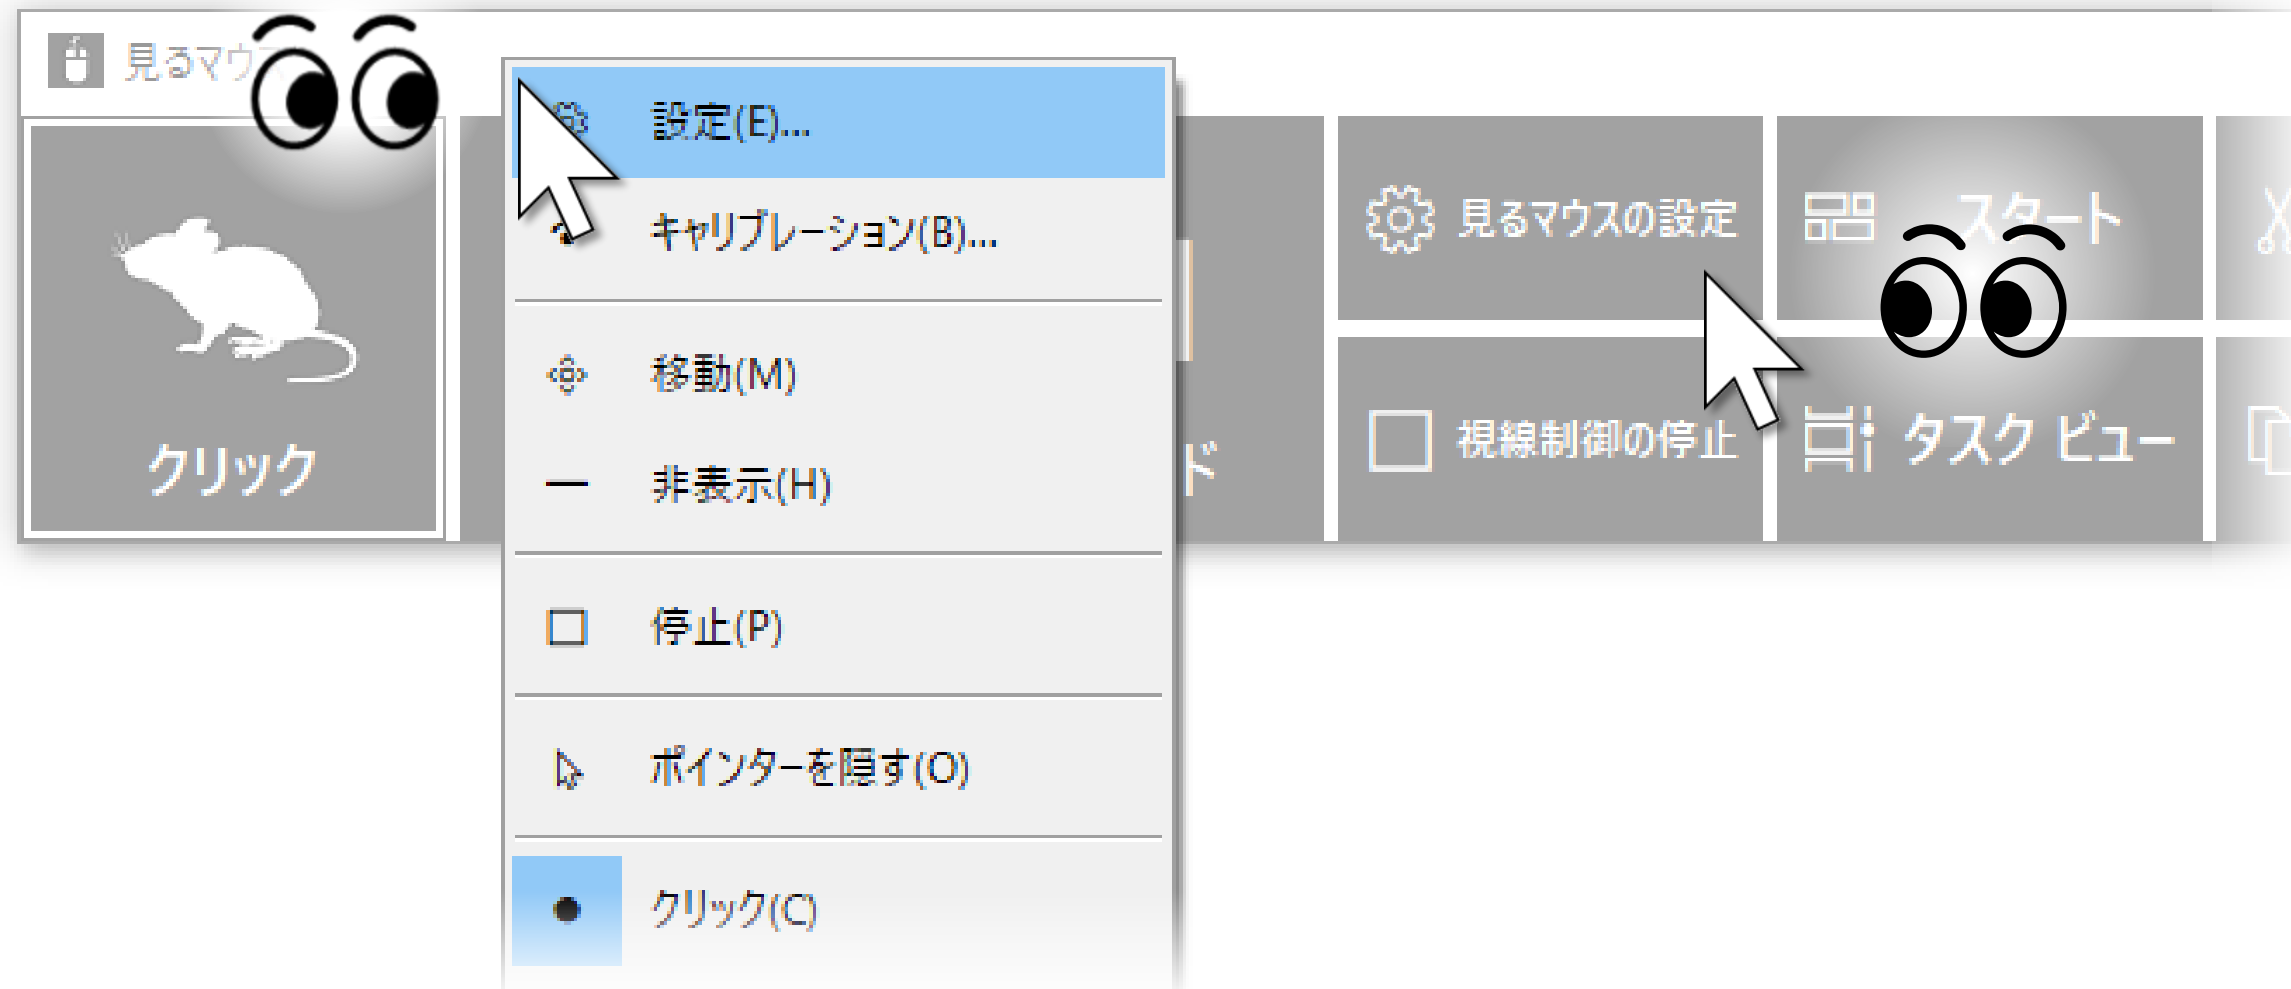 見るマウ
設定(E)...
キャリブレーション(B)...
移動(M)
非表示(H)
停止(P)
ポインターを隠す(O)
クリック(C)
クリック
ド
見るマウスの設定
スタート
視線制御の停止
タスク ビュー